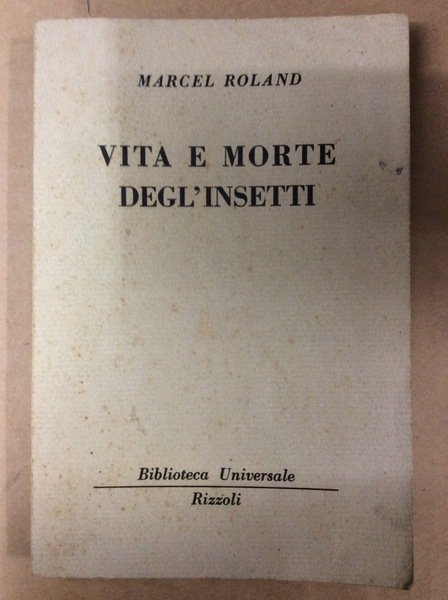 MARCEL ROLAND
VITA E MORTE
DEGL'INSETTI
Biblioteca Universale
Rizzoli